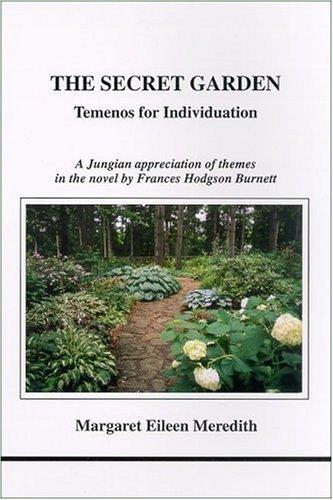 THE SECRET GARDEN
Temenos for Individuation
A Jungian appreciation of themes
in the novel by Frances Hodgson Burnett
Margaret Eileen Meredith